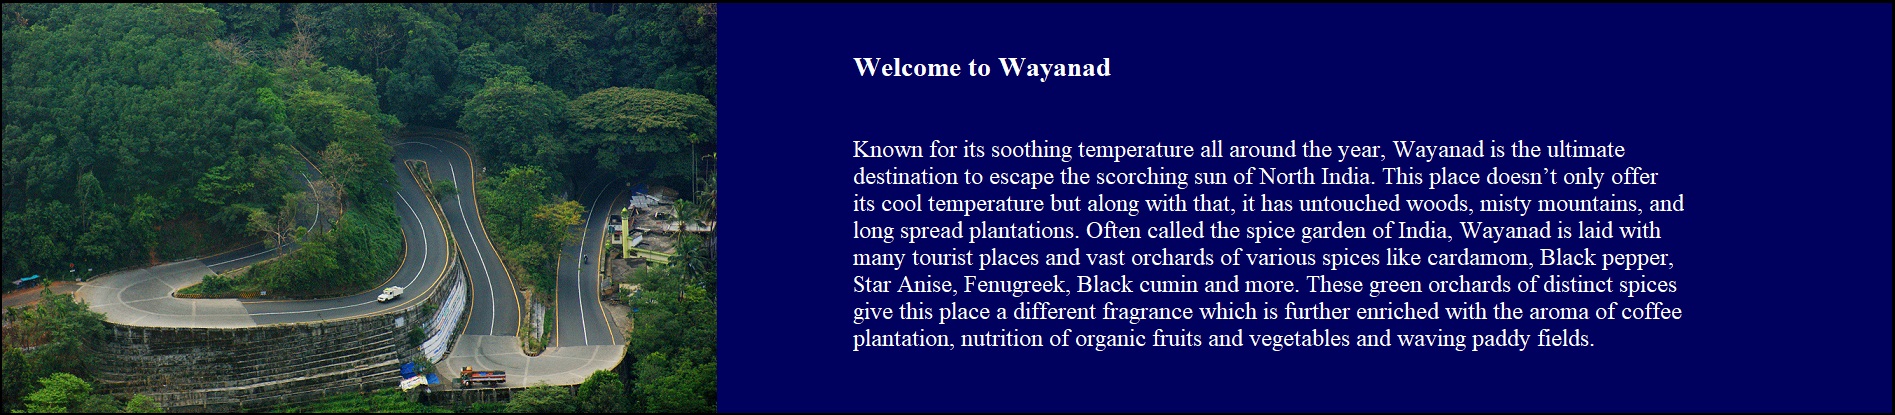 Welcome to Wayanad
Known for its soothing temperature all around the year, Wayanad is the ultimate
destination to escape the scorching sun of North India. This place doesn’t only offer
its cool temperature but along with that, it has untouched woods, misty mountains, and
long spread plantations. Often called the spice garden of India, Wayanad is laid with
many tourist places and vast orchards of various spices like cardamom, Black pepper,
Star Anise, Fenugreek, Black cumin and more. These green orchards of distinct spices
give this place a different fragrance which is further enriched with the aroma of coffee
plantation, nutrition of organic fruits and vegetables and waving paddy fields.